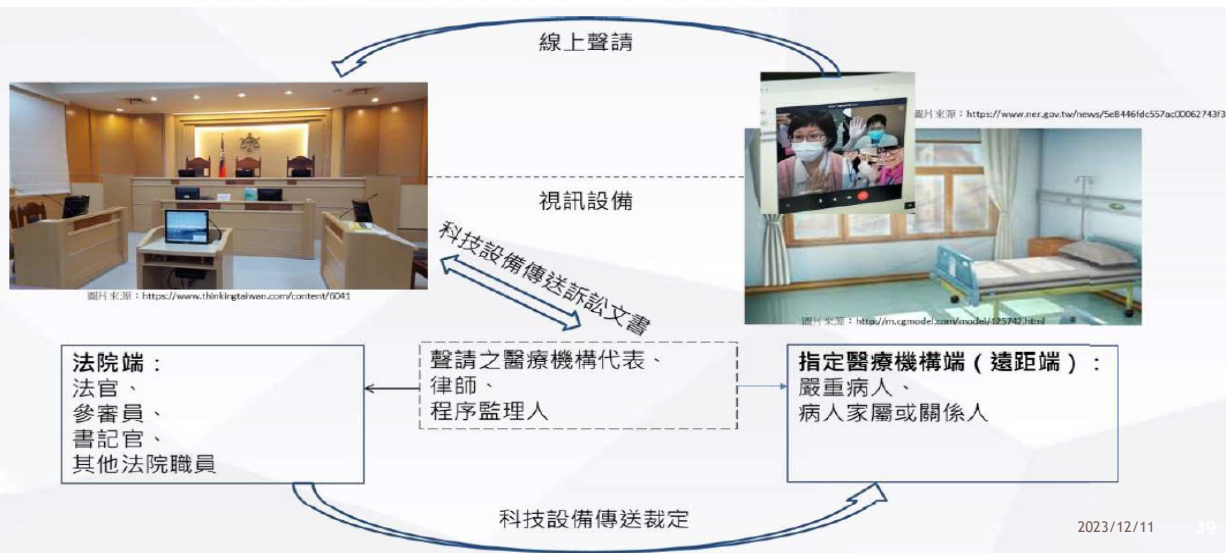 線上聲請
圖片來源：https://www.ner.gov.tw/news/5e8446fdc557ac00062743f3
視訊設備
科技設備傳送訴訟文書
圖片來源：https://www.thinkingtaiwan.com/content/6041
圖片來源：http://m.cgmodel.com/model/125742.html
法院端：
法官、
參審員、
書記官、
其他法院職員
聲請之醫療機構代表、
律師、
程序監理人
指定醫療機構端（遠距端）：
嚴重病人、
病人家屬或關係人
科技設備傳送裁定
2023/12/11
39